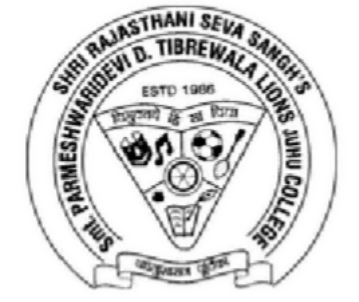 SHRI RAJASTHANI SEVA SANGH'S
Smt. PARMESHWARIDEVI D. TIBREWALA LIONS JUHU COLLEGE
ESTD 1986